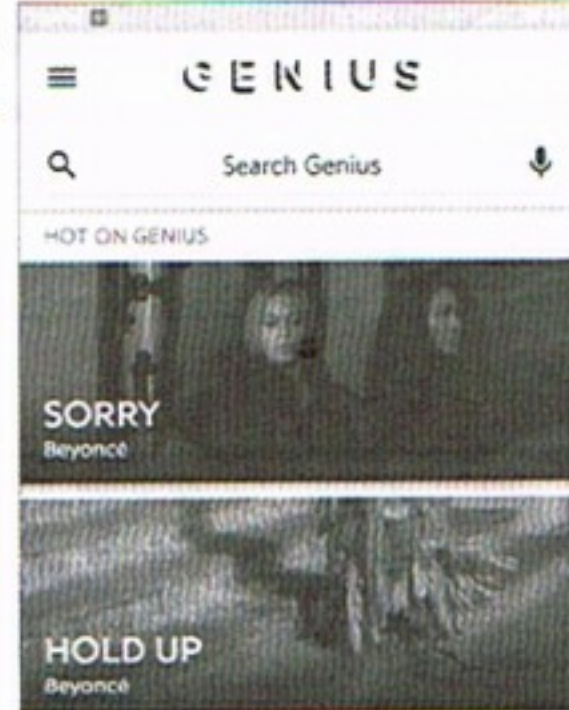 GENIUS
Search Genius
HOT ON GENIUS
SORRY
Beyoncé
HOLD UP
Beyoncé